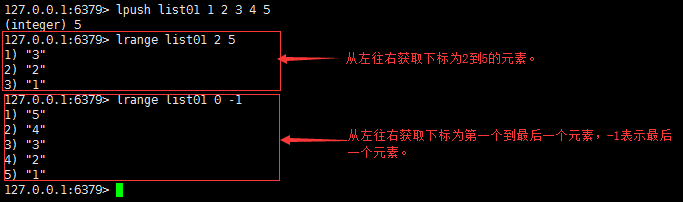 127.0.0.1:6379> lpush list01 1 2 3 4 5
(integer) 5
127.0.0.1:6379> lrange list01 2 5
1) "3"
2) "2"
3) "1"
从左往右获取下标为2到5的元素。
127.0.0.1:6379> lrange list01 0 -1
1) "5"
2) "4"
3) "3"
4) "2"
5) "1"
从左往右获取下标为第一个到最后一个元素，-1表示最后
一个元素。
127.0.0.1:6379>